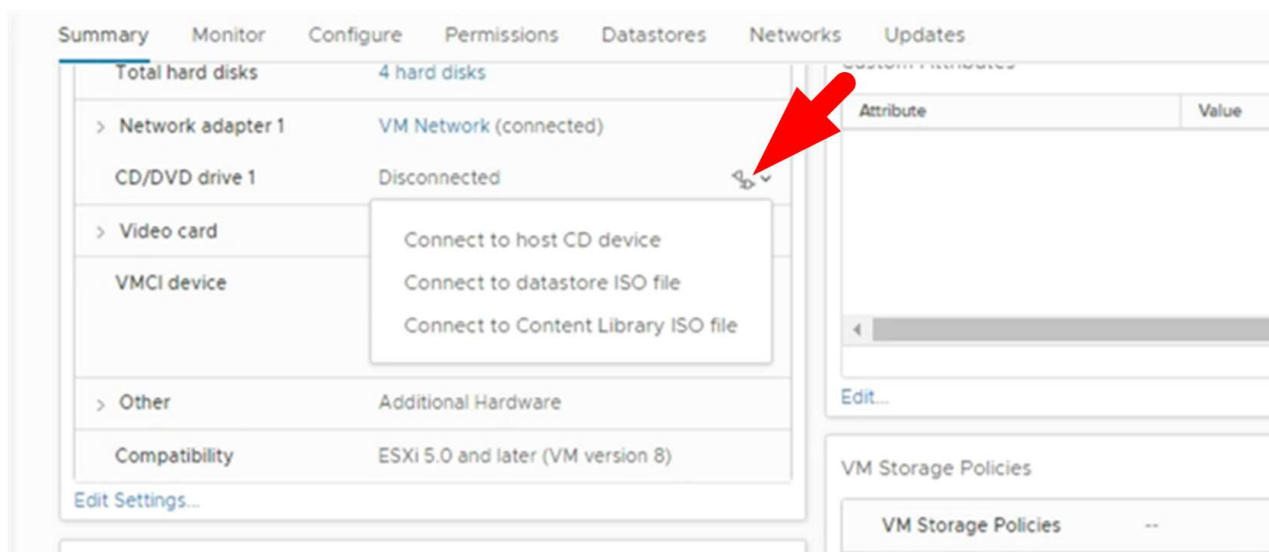 Summary Monitor Configure Permissions Datastores Networks Updates
Total hard disks 4 hard disks
Network adapter 1 VM Network (connected)
CD/DVD drive 1 Disconnected
Video card
Connect to host CD device
VMCI device
Connect to datastore ISO file
Connect to Content Library ISO file
Other Additional Hardware
Compatibility ESXi 5.0 and later (VM version 8)
Edit Settings...
Custom Attributes
Attribute Value
Edit...
VM Storage Policies
VM Storage Policies --